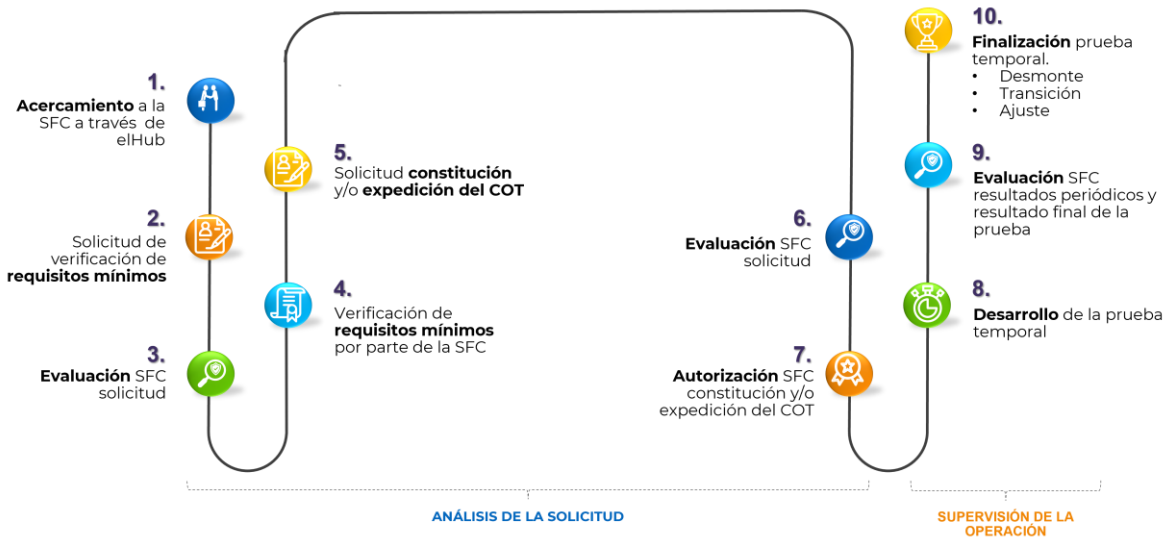 1.
Acercamiento a la
SFC a través de
elHub
2.
Solicitud de
verificación de
requisitos mínimos
3.
Evaluación SFC
solicitud
4.
Verificación de
requisitos mínimos
por parte de la SFC
5.
Solicitud constitución
y/o expedición del COT
6.
Evaluación SFC
solicitud
7.
Autorización SFC
constitución y/o
expedición del COT
8.
Desarrollo de la prueba
temporal
9.
Evaluación SFC
resultados periódicos y
resultado final de la
prueba
10.
Finalización prueba
temporal.
• Desmonte
• Transición
• Ajuste
ANÁLISIS DE LA SOLICITUD
SUPERVISIÓN DE LA
OPERACIÓN